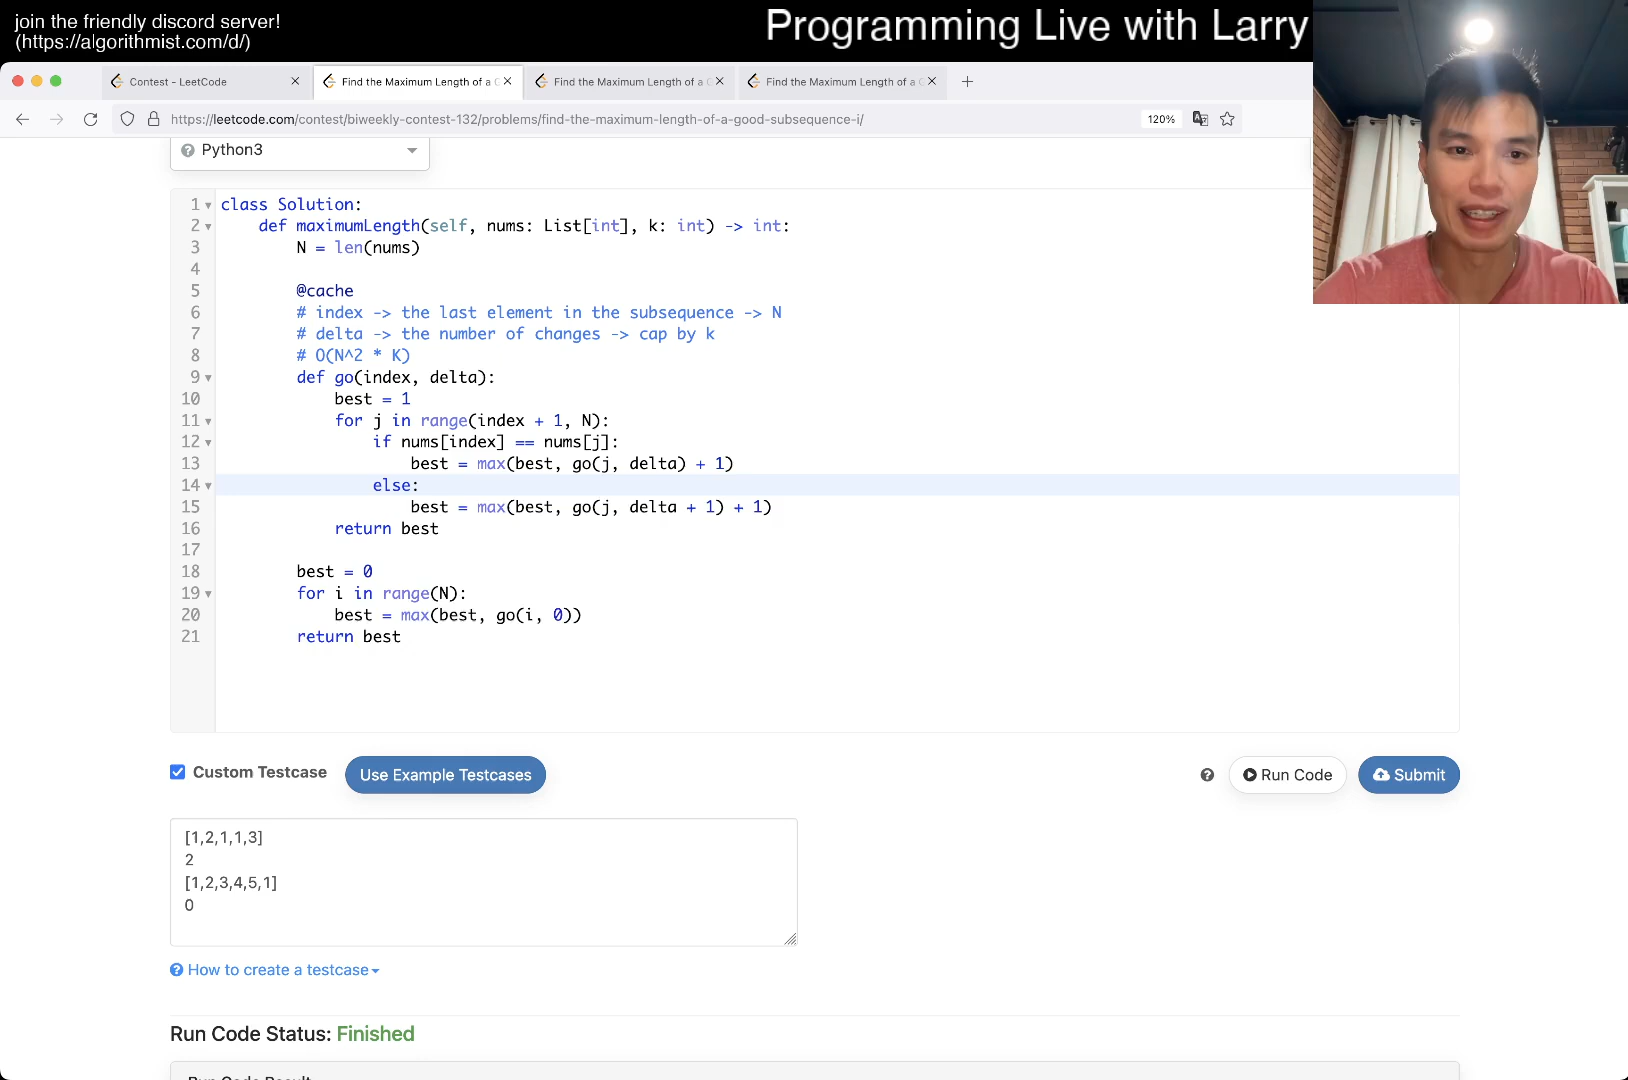 join the friendly discord server!
(https://algorithmist.com/d/)
Programming Live with Larry
Contest - LeetCode
Find the Maximum Length of a G
Find the Maximum Length of a G
Find the Maximum Length of a G
https://leetcode.com/contest/biweekly-contest-132/problems/find-the-maximum-length-of-a-good-subsequence-i/
120%
Python3
1 class Solution:
2 def maximumLength(self, nums: List[int], k: int) -> int:
3 N = len(nums)
4
5 @cache
6 # index -> the last element in the subsequence -> N
7 # delta -> the number of changes -> cap by k
8 # O(N^2 * K)
9 def go(index, delta):
10 best = 1
11 for j in range(index + 1, N):
12 if nums[index] == nums[j]:
13 best = max(best, go(j, delta) + 1)
14 else:
15 best = max(best, go(j, delta + 1) + 1)
16 return best
17
18 best = 0
19 for i in range(N):
20 best = max(best, go(i, 0))
21 return best
Custom Testcase
Use Example Testcases
Run Code
Submit
[1,2,1,1,3]
2
[1,2,3,4,5,1]
0
How to create a testcase
Run Code Status: Finished
Run Code Result